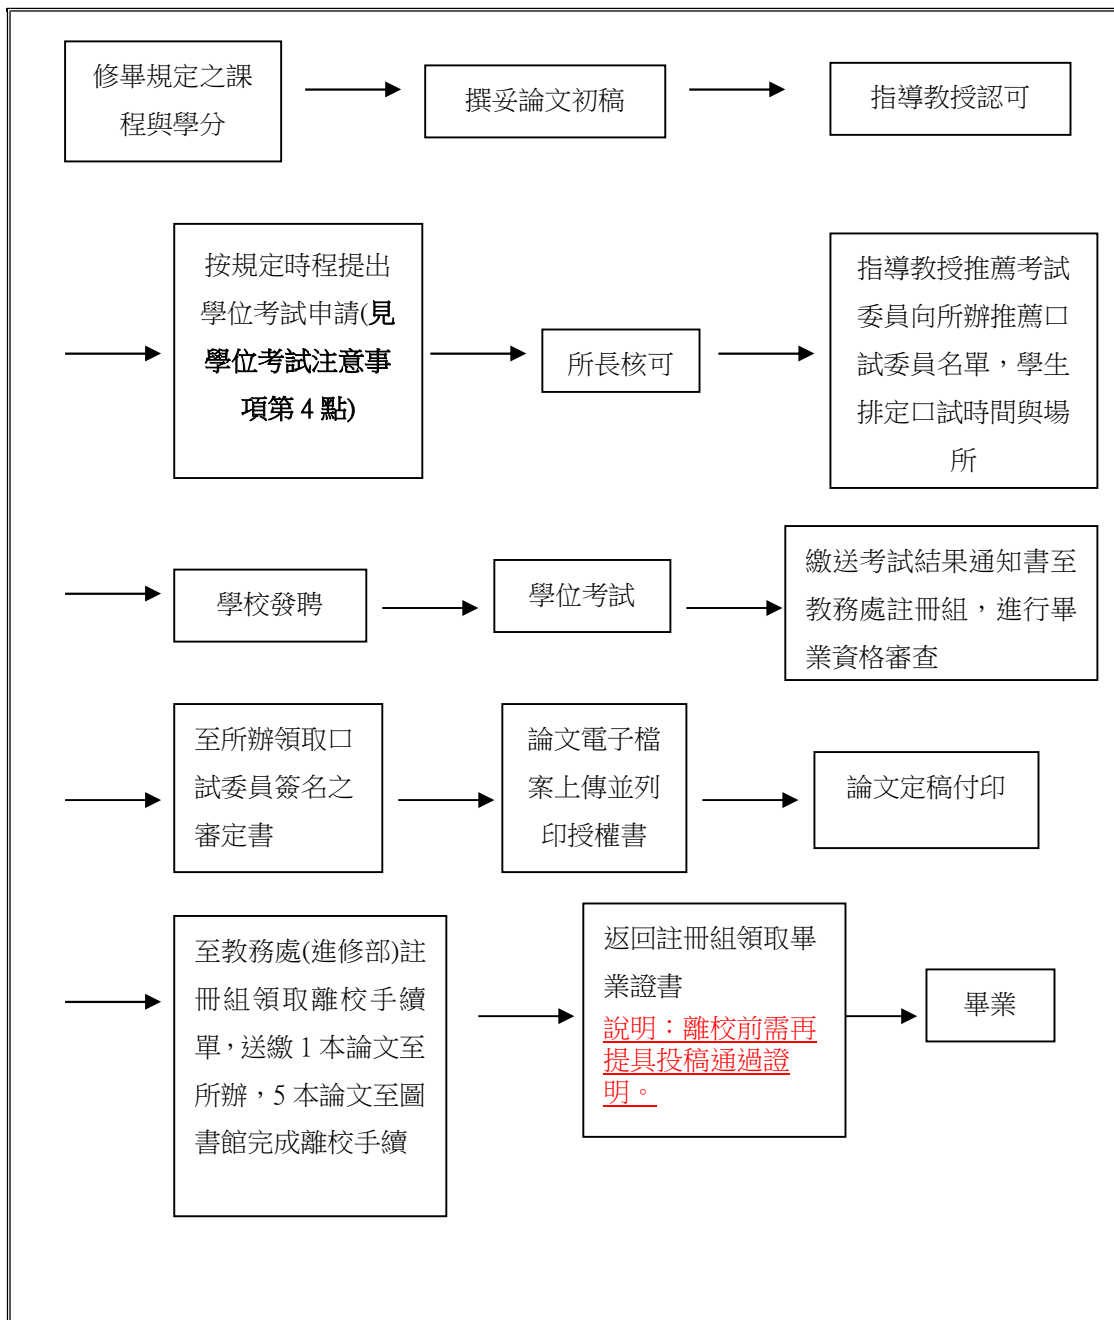 修畢規定之課
程與學分
撰妥論文初稿
指導教授認可
按規定時程提出
學位考試申請(見
學位考試注意事
項第 4 點)
所長核可
指導教授推薦考試
委員向所辦推薦口
試委員名單，學生
排定口試時間與場
所
學校發聘
學位考試
繳送考試結果通知書至
教務處註冊組，進行畢
業資格審查
至所辦領取口
試委員簽名之
審定書
論文電子檔
案上傳並列
印授權書
論文定稿付印
至教務處(進修部)註
冊組領取離校手續
單，送繳 1 本論文至
所辦，5 本論文至圖
書館完成離校手續
返回註冊組領取畢
業證書
說明：離校前需再
提具投稿通過證
明。
畢業